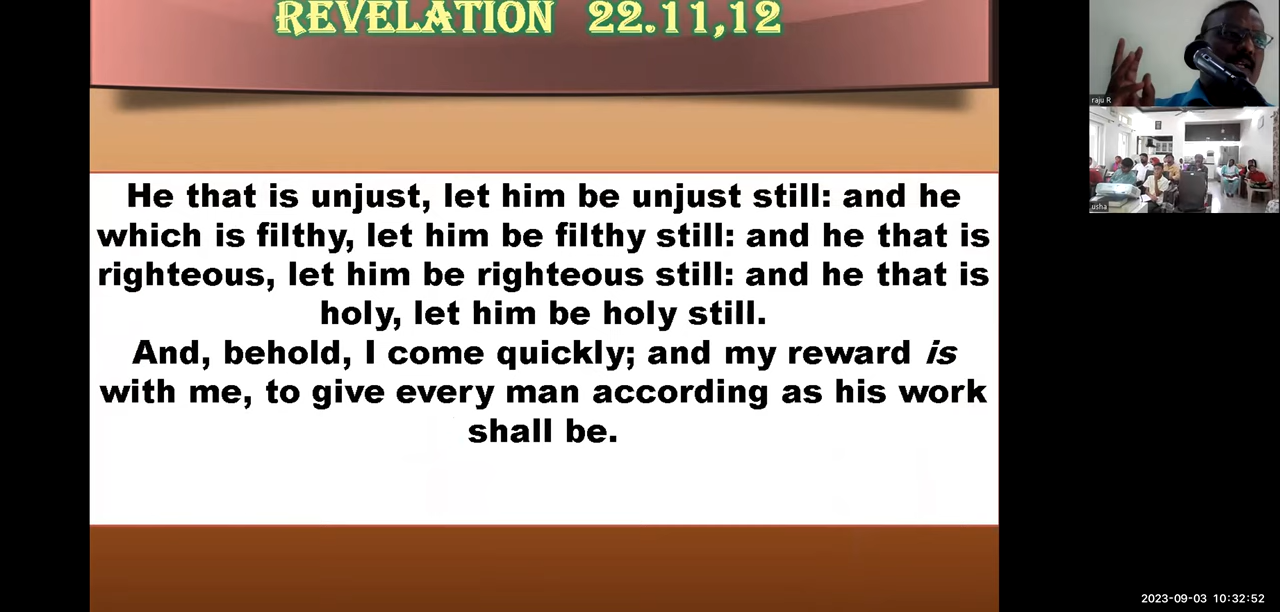 REVELATION 22.11,12
He that is unjust, let him be unjust still: and he
which is filthy, let him be filthy still: and he that is
righteous, let him be righteous still: and he that is
holy, let him be holy still.
And, behold, I come quickly; and my reward is
with me, to give every man according as his work
shall be.
raju R
usha
2023-09-03 10:32:52